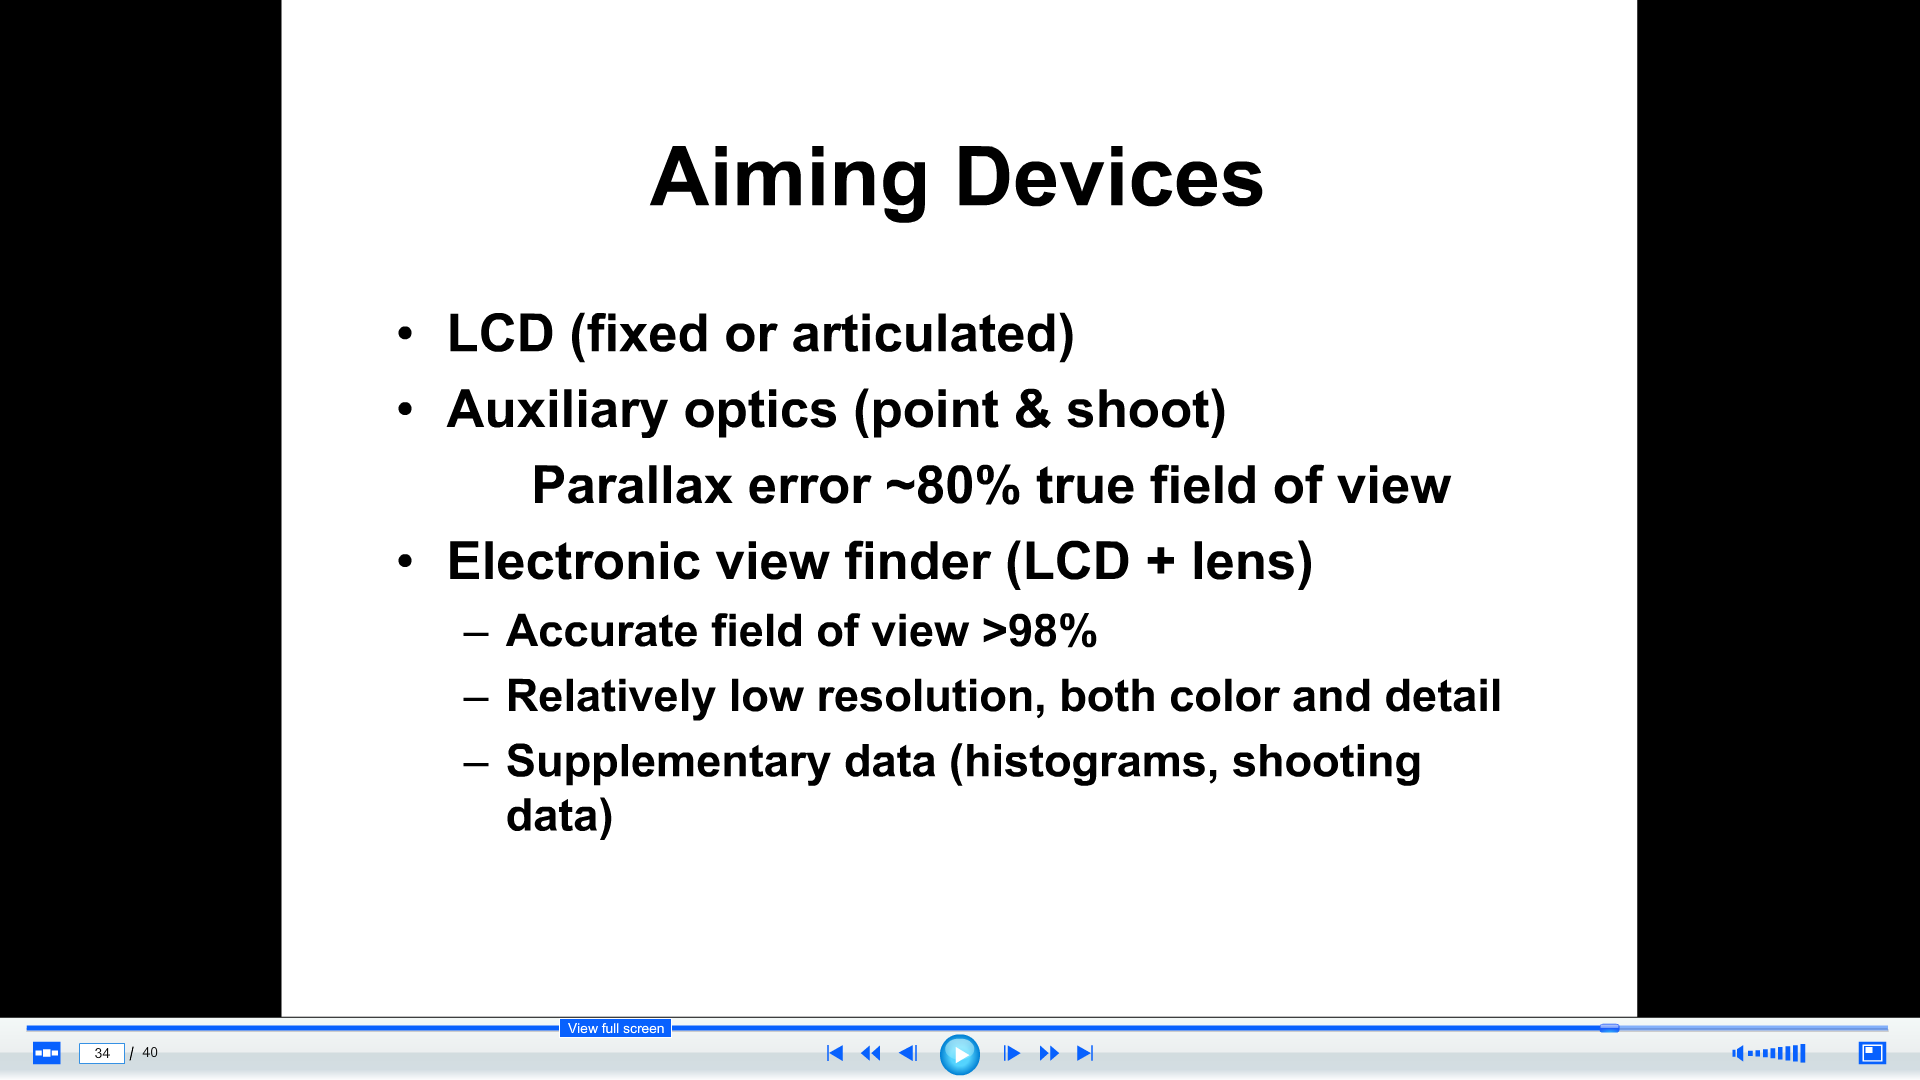 Aiming Devices
• LCD (fixed or articulated)
• Auxiliary optics (point & shoot)
Parallax error ~80% true field of view
• Electronic view finder (LCD + lens)
– Accurate field of view >98%
– Relatively low resolution, both color and detail
– Supplementary data (histograms, shooting
data)
View full screen
34 / 40